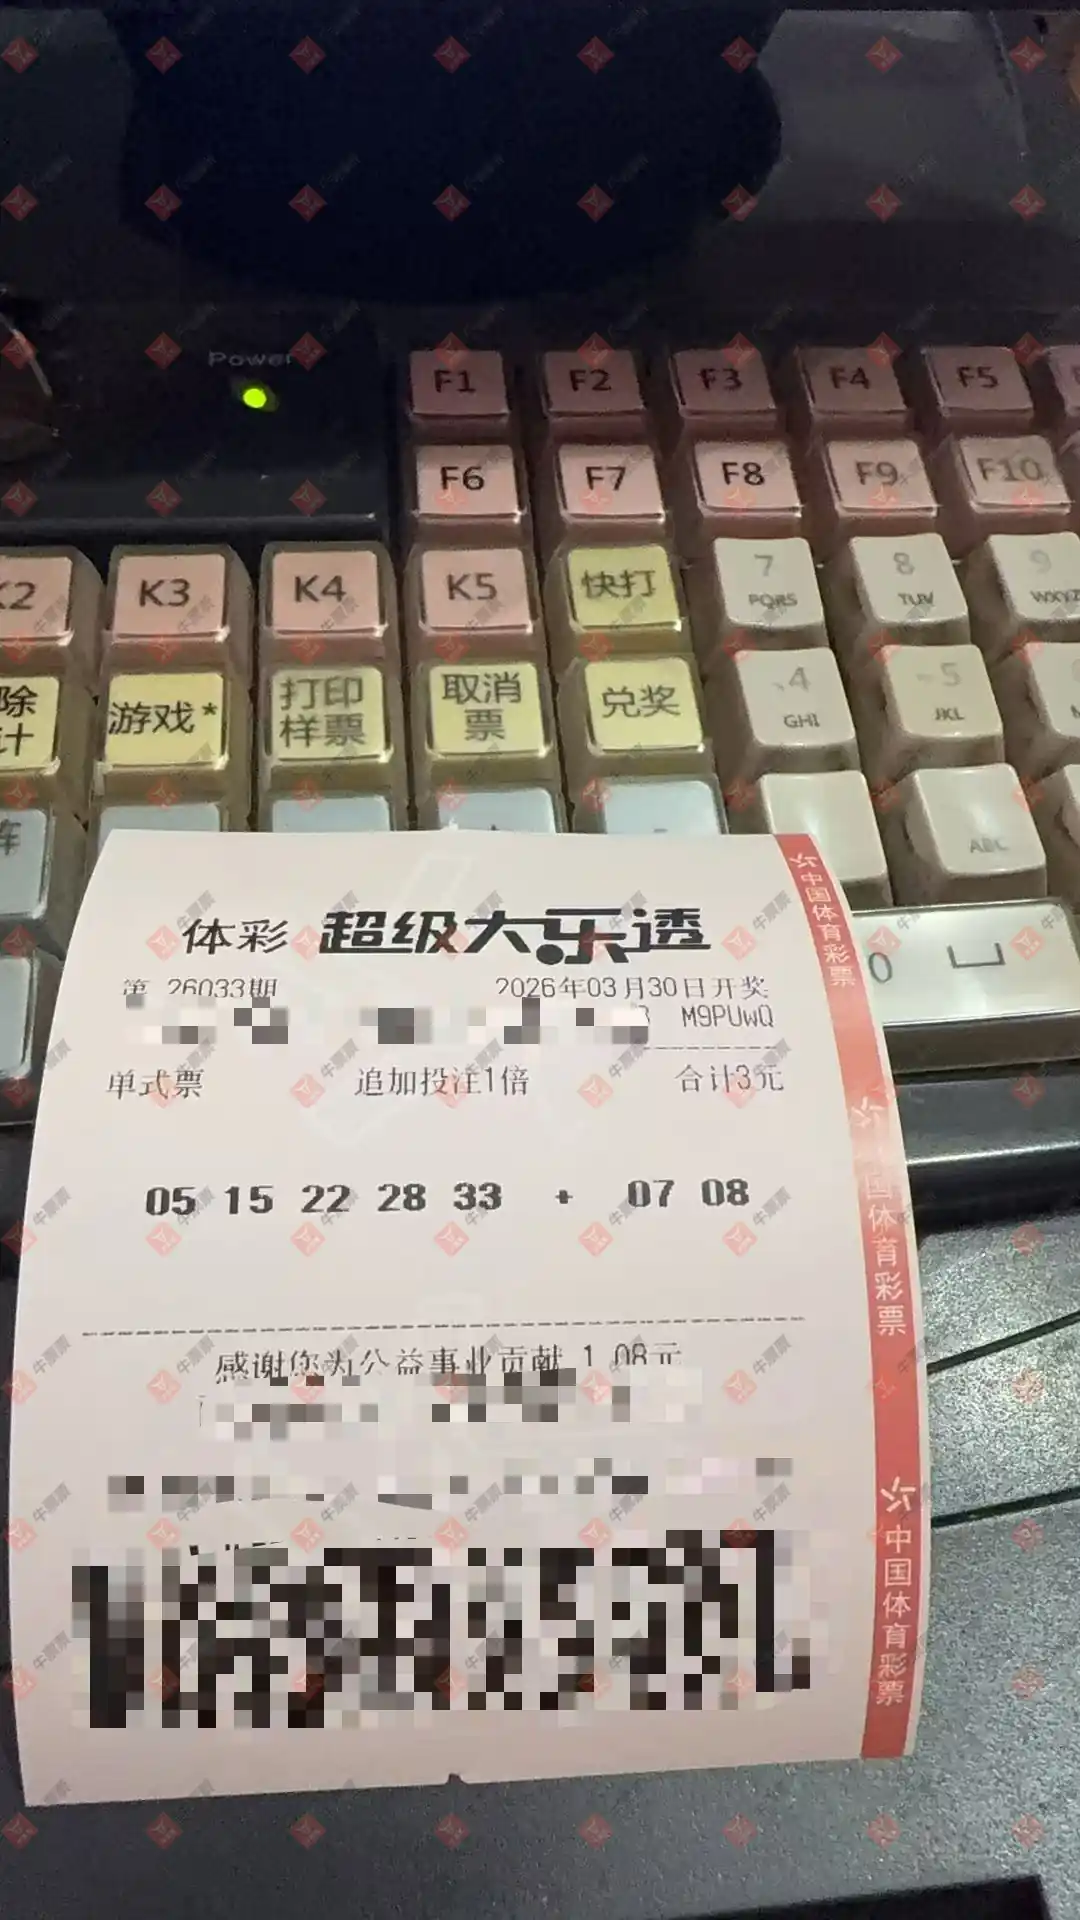 Power
F1 F2 F3 F4 F5
F6 F7 F8 F9 F10
K3 K4 K5 快打 7 PQRS 8 TUV 9 WXYZ
游戏* 打印样票 取消票 兑奖 4 GHI 5 JKL
ABC
0
体彩 超级大乐透
第 26033期 2026年03月30日开奖
M9PUwQ
单式票 追加投注1倍 合计3元
05 15 22 28 33 + 07 08
感谢您为公益事业贡献 1.08元
中国体育彩票
中国体育彩票
中国体育彩票
牛票票